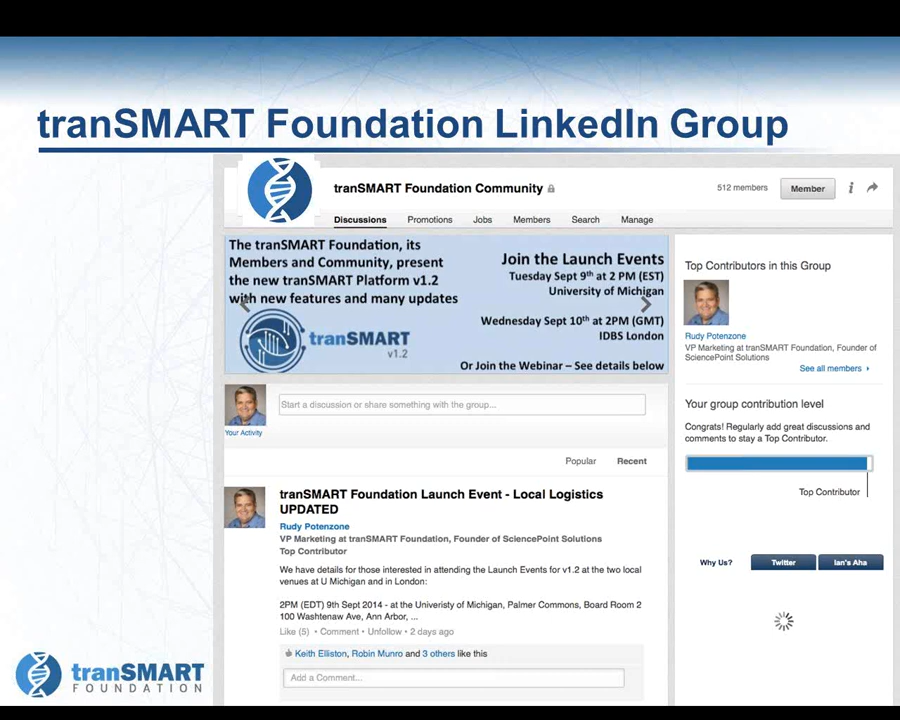 tranSMART Foundation LinkedIn Group
tranSMART Foundation Community
512 members
Member
i
Discussions
Promotions
Jobs
Members
Search
Manage
The tranSMART Foundation, its
Members and Community, present
the new tranSMART Platform v1.2
with new features and many updates
tranSMART
v1.2
Join the Launch Events
Tuesday Sept 9th at 2 PM (EST)
University of Michigan
Wednesday Sept 10th at 2PM (GMT)
IDBS London
Or Join the Webinar – See details below
Start a discussion or share something with the group...
Your Activity
Popular
Recent
tranSMART Foundation Launch Event - Local Logistics
UPDATED
Rudy Potenzone
VP Marketing at tranSMART Foundation, Founder of SciencePoint Solutions
Top Contributor
We have details for those interested in attending the Launch Events for v1.2 at the two local
venues at U Michigan and in London:
2PM (EDT) 9th Sept 2014 - at the Univeristy of Michigan, Palmer Commons, Board Room 2
100 Washtenaw Ave, Ann Arbor, ...
Like (5) • Comment • Unfollow • 2 days ago
Keith Elliston, Robin Munro and 3 others like this
Add a Comment...
Top Contributors in this Group
Rudy Potenzone
VP Marketing at tranSMART Foundation, Founder of
SciencePoint Solutions
See all members
Your group contribution level
Congrats! Regularly add great discussions and
comments to stay a Top Contributor.
Top Contributor
Why Us?
Twitter
Ian's Aha
tranSMART
FOUNDATION